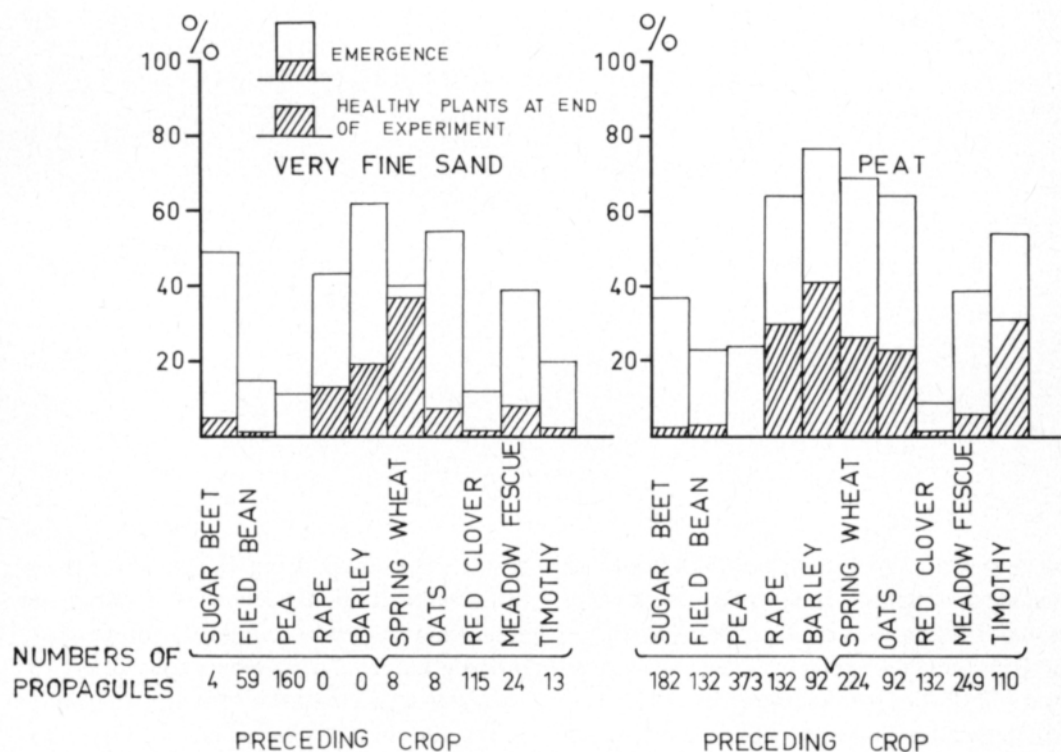 %
100
80
60
40
20
EMERGENCE
HEALTHY PLANTS AT END
OF EXPERIMENT
VERY FINE SAND
SUGAR BEET
FIELD BEAN
PEA
RAPE
BARLEY
SPRING WHEAT
OATS
RED CLOVER
MEADOW FESCUE
TIMOTHY
%
100
80
60
40
20
PEAT
SUGAR BEET
FIELD BEAN
PEA
RAPE
BARLEY
SPRING WHEAT
OATS
RED CLOVER
MEADOW FESCUE
TIMOTHY
NUMBERS OF
PROPAGULES
4 59 160 0 0 8 8 115 24 13
182 132 373 132 92 224 92 132 249 110
PRECEDING CROP
PRECEDING CROP